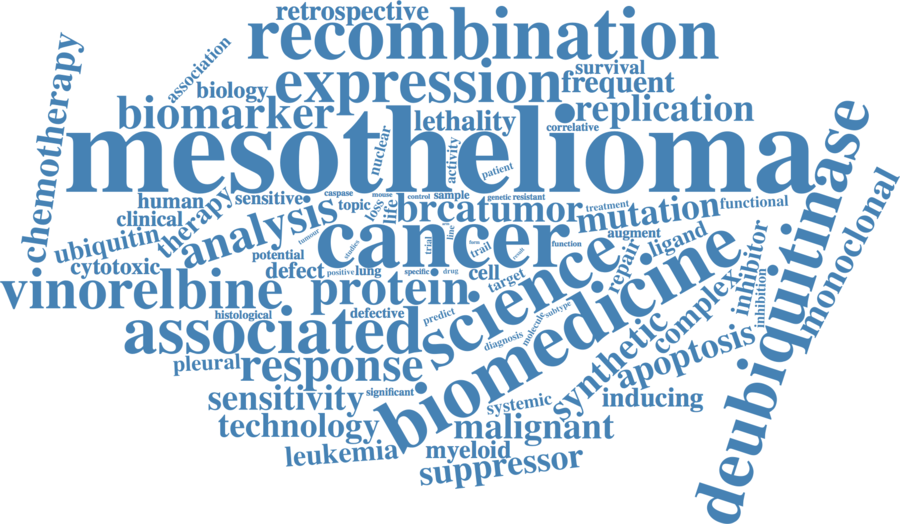 retrospective
recombination
association
chemotherapy
survival
expression
frequent
biology
biomarker
lethality
replication
correlative
mesothelioma
nuclear
activity
patient
deubiquitinase
monoclonal
human
sensitive
caspase
mouse
control
sample
genetic
resistant
topic
loss
life
brca
tumor
treatment
mutation
functional
clinical
therapy
analysis
ubiquitin
cytotoxic
tumour
studies
cancer
trial
line
trail
function
augment
ligand
repair
inhibitor
inhibition
potential
defect
positive
lung
specific
drug
cell
target
science
vinorelbine
protein
histological
defective
predict
associated
diagnosis
molecule
subtype
biomedicine
complex
synthetic
apoptosis
pleural
response
significant
sensitivity
systemic
inducing
technology
malignant
leukemia
myeloid
suppressor